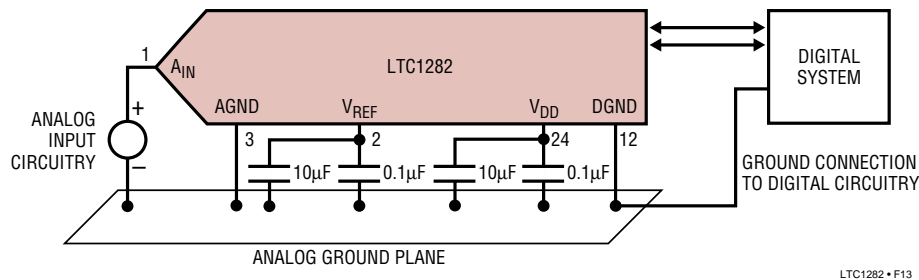 1
A_IN
LTC1282
DIGITAL
SYSTEM
AGND
V_REF
V_DD
DGND
+
ANALOG
INPUT
CIRCUITRY
–
3
2
24
12
10µF
0.1µF
10µF
0.1µF
GROUND CONNECTION
TO DIGITAL CIRCUITRY
ANALOG GROUND PLANE
LTC1282 • F13